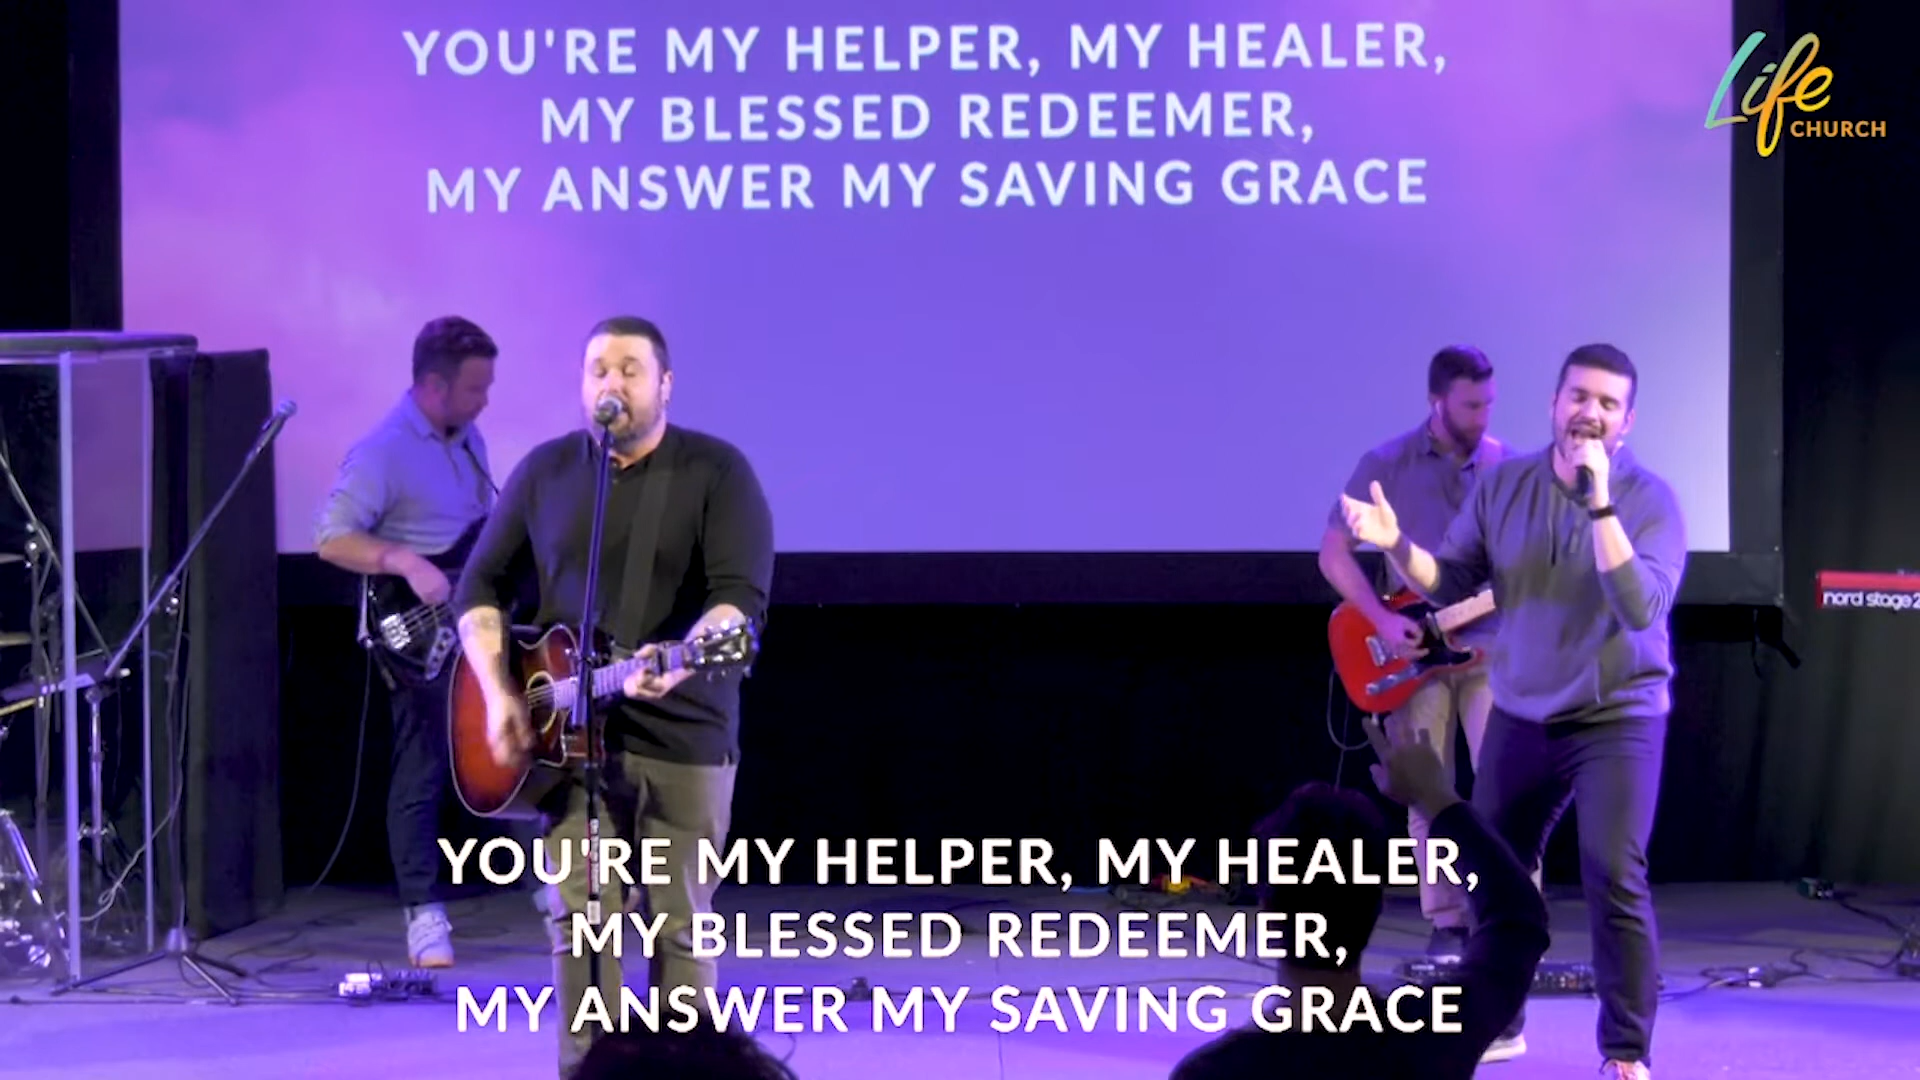 YOU'RE MY HELPER, MY HEALER,
MY BLESSED REDEEMER,
MY ANSWER MY SAVING GRACE
Life
CHURCH
nord stage 2
YOU'RE MY HELPER, MY HEALER,
MY BLESSED REDEEMER,
MY ANSWER MY SAVING GRACE